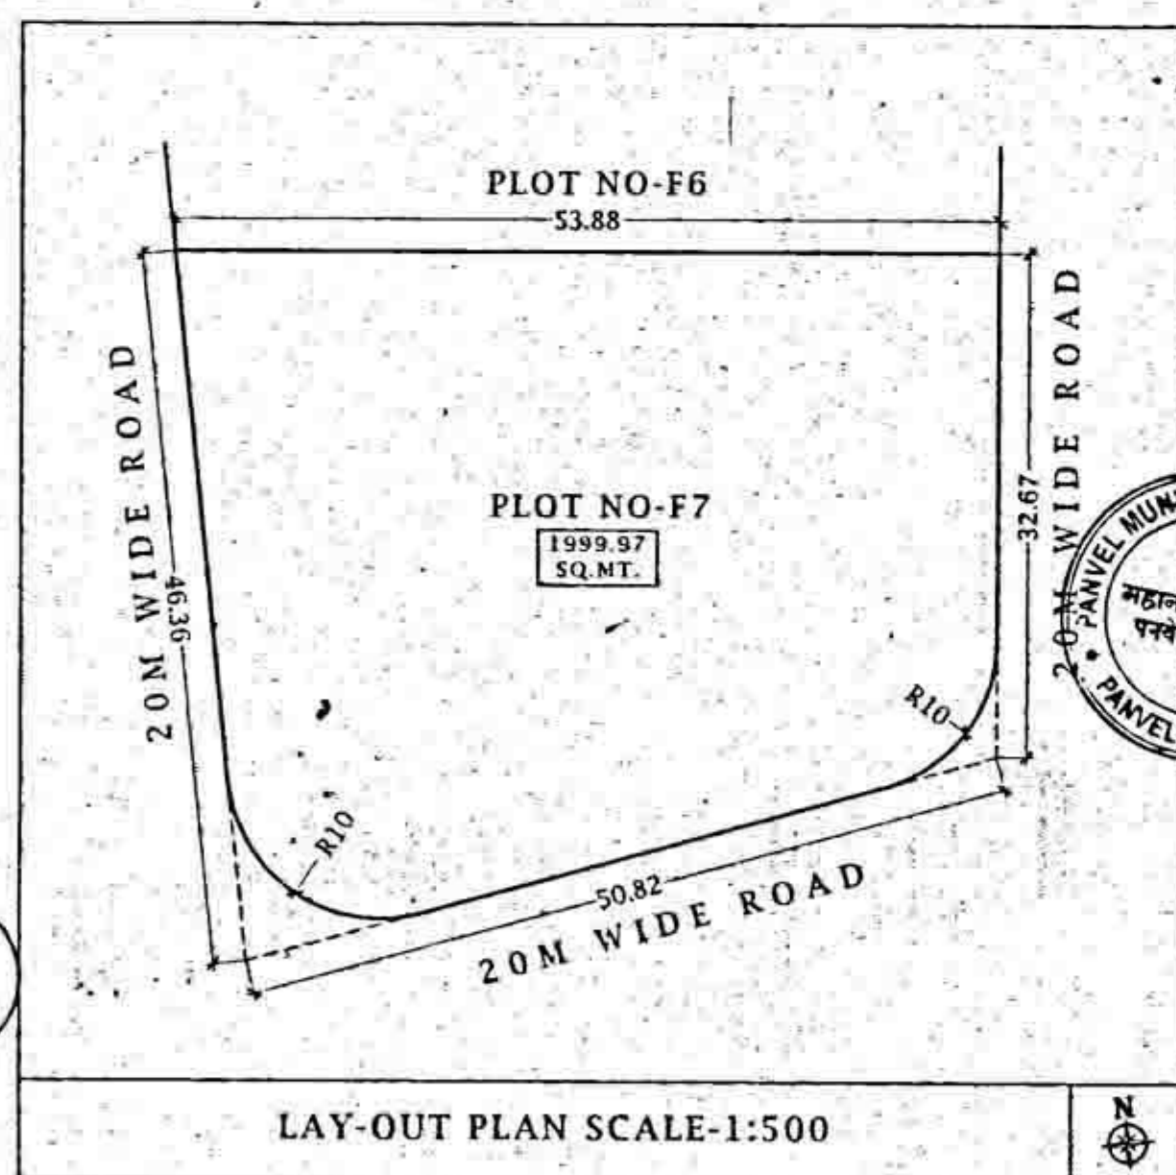 PLOT NO-F6
53.88
20M WIDE ROAD
46.36
PLOT NO-F7
1999.97
SQ.MT.
32.67
20M WIDE ROAD
R10
R10
50.82
20M WIDE ROAD
PANVEL MUN
PANVEL
LAY-OUT PLAN SCALE-1:500
N